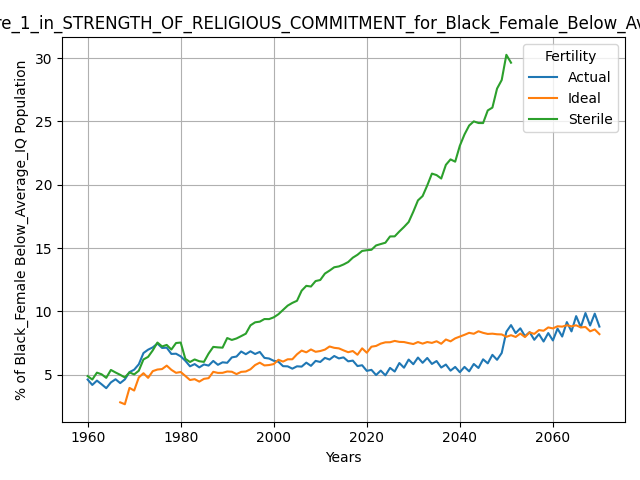 re_1_in_STRENGTH_OF_RELIGIOUS_COMMITMENT_for_Black_Female_Below_Av
% of Black_Female Below_Average_IQ Population
30
25
20
15
10
5
Fertility
Actual
Ideal
Sterile
1960
1980
2000
2020
2040
2060
Years